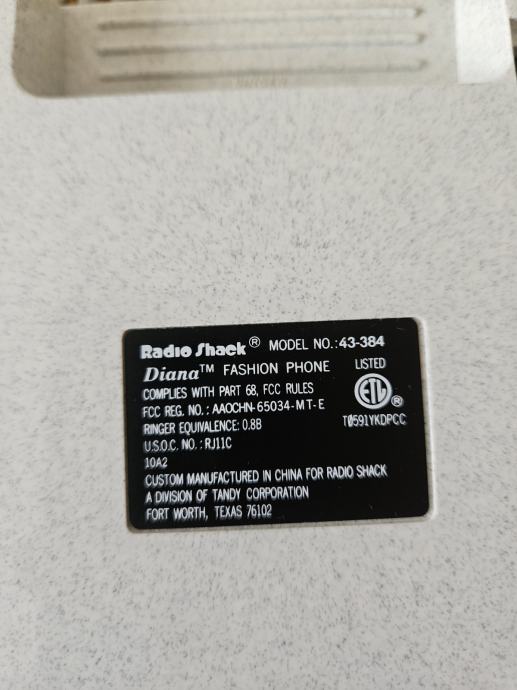 Radio Shack® MODEL NO.:43-384
Diana™ FASHION PHONE LISTED
COMPLIES WITH PART 68, FCC RULES
ETL ®
FCC REG. NO.: AAOCHN-65034-MT-E
RINGER EQUIVALENCE: 0.8B TØ591YKDPCC
U.S.O.C. NO.: RJ11C
10A2
CUSTOM MANUFACTURED IN CHINA FOR RADIO SHACK
A DIVISION OF TANDY CORPORATION
FORT WORTH, TEXAS 76102